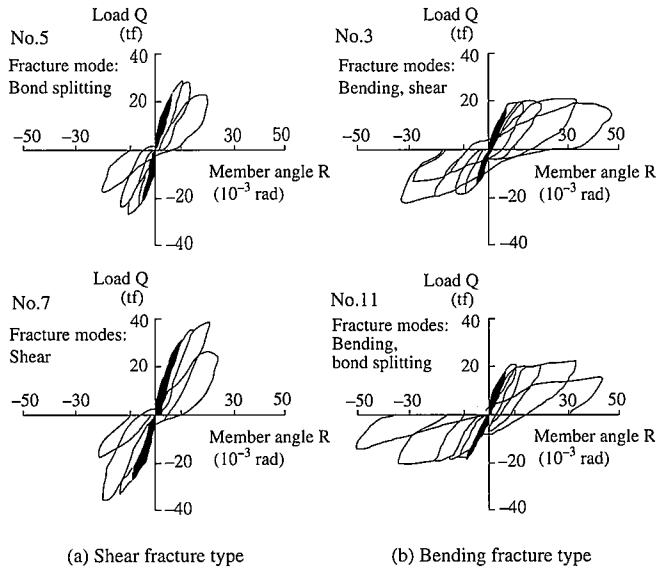 Load Q
(tf)
No.5
Fracture mode:
Bond splitting
40
20
−50
−30
30
50
Member angle R
(10⁻³ rad)
−20
−40
Load Q
(tf)
No.3
Fracture modes:
Bending, shear
40
20
−50
−30
30
50
Member angle R
(10⁻³ rad)
−20
−40
Load Q
(tf)
No.7
Fracture modes:
Shear
40
20
−50
−30
30
50
Member angle R
(10⁻³ rad)
−20
−40
Load Q
(tf)
No.11
Fracture modes:
Bending,
bond splitting
40
20
−50
−30
30
50
Member angle R
(10⁻³ rad)
−20
−40
(a) Shear fracture type
(b) Bending fracture type